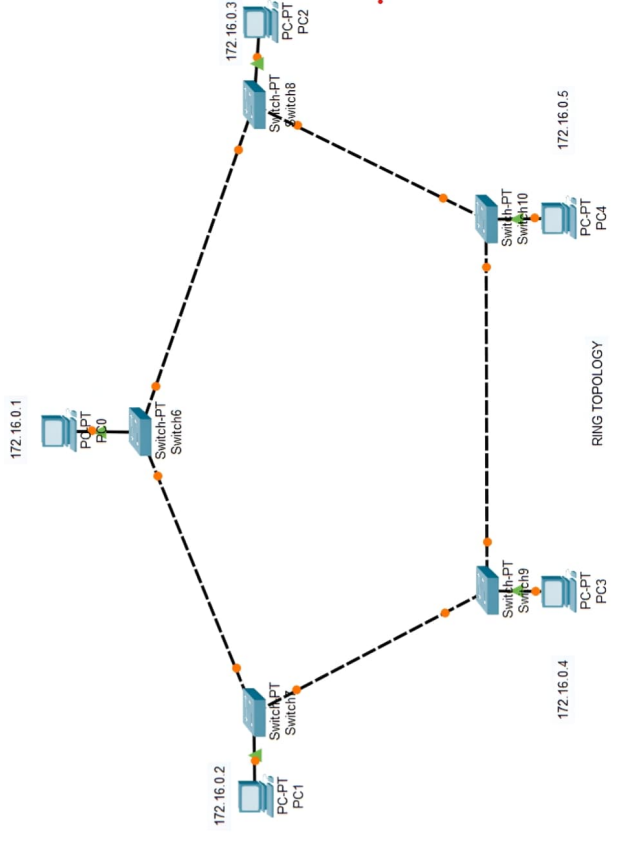 172.16.0.1
PC-PT
PC0
Switch-PT
Switch6
172.16.0.2
PC-PT
PC1
Switch-PT
Switch7
Switch-PT
Switch8
172.16.0.3
PC-PT
PC2
Switch-PT
Switch9
Switch-PT
Switch10
172.16.0.4
PC-PT
PC3
PC-PT
PC4
172.16.0.5
RING TOPOLOGY